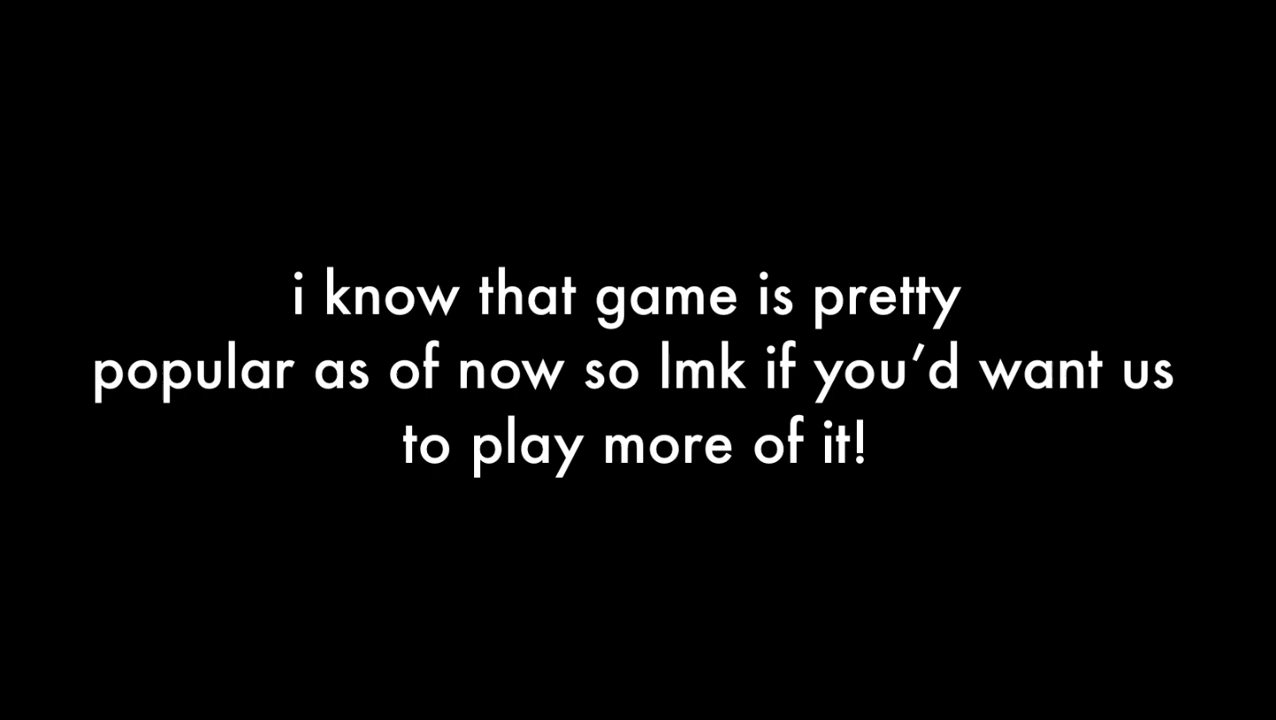 i know that game is pretty
popular as of now so lmk if you’d want us
to play more of it!